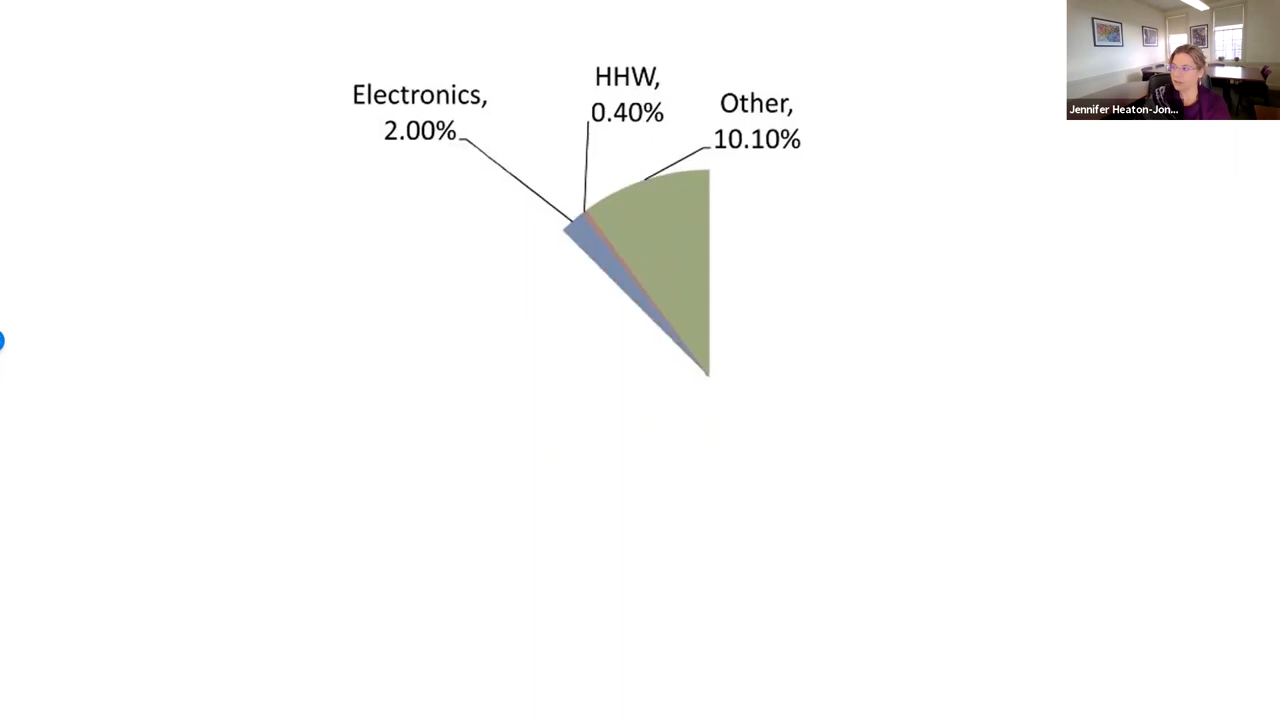 Electronics,
2.00%
HHW,
0.40%
Other,
10.10%
Jennifer Heaton-Jon...